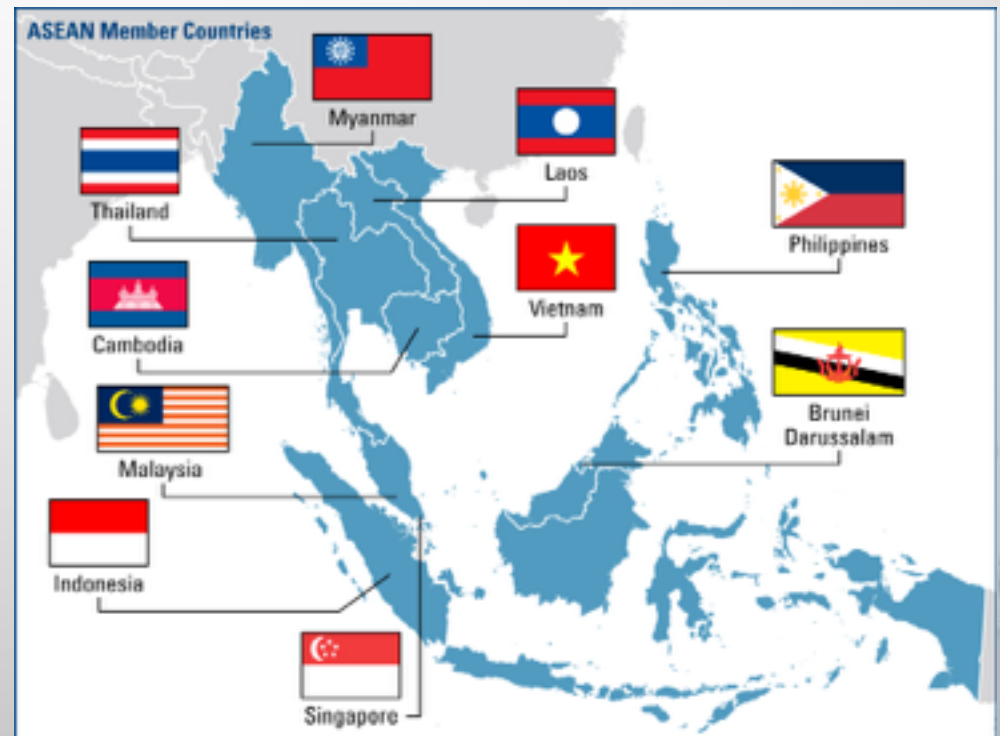 ASEAN Member Countries
Myanmar
Laos
Thailand
Philippines
Vietnam
Cambodia
Brunei
Darussalam
Malaysia
Indonesia
Singapore